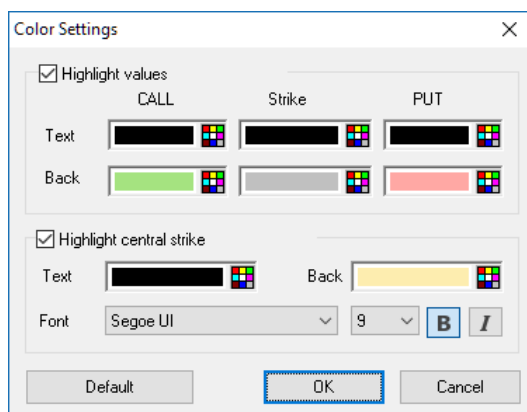 Color Settings
Highlight values
CALL Strike PUT
Text
Back
Highlight central strike
Text Back
Font Segoe UI 9 B I
Default OK Cancel